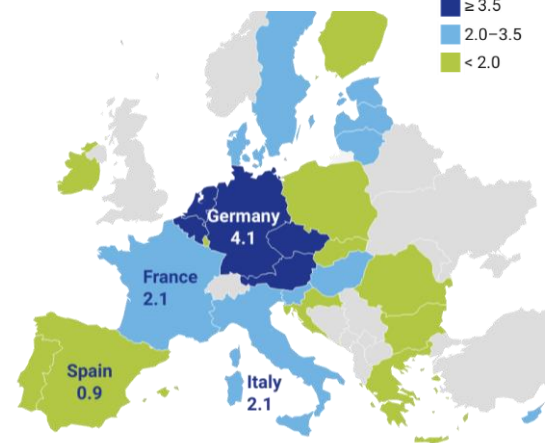 ≥ 3.5
2.0–3.5
< 2.0
Germany
4.1
France
2.1
Spain
0.9
Italy
2.1